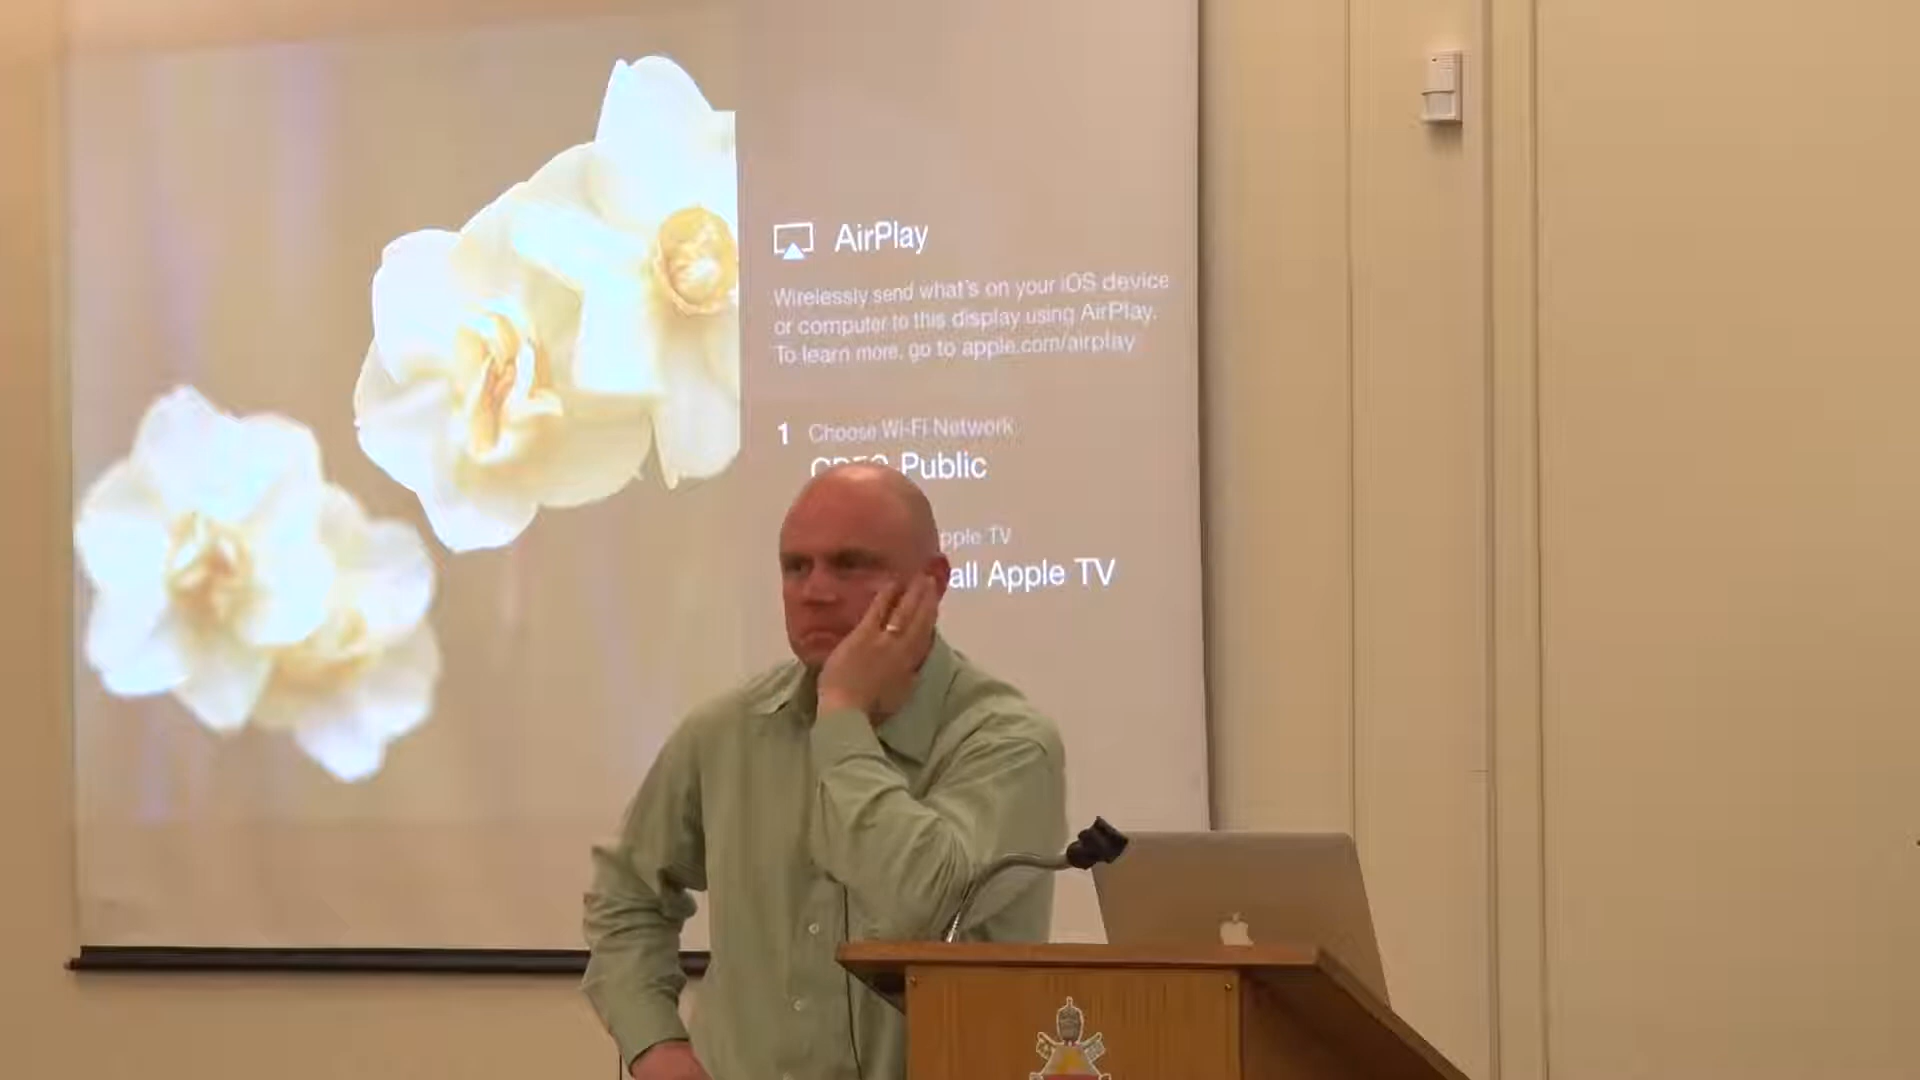 AirPlay
Wirelessly send what's on your iOS device
or computer to this display using AirPlay.
To learn more, go to apple.com/airplay
1 Choose Wi-Fi Network
Public
TV
Apple TV